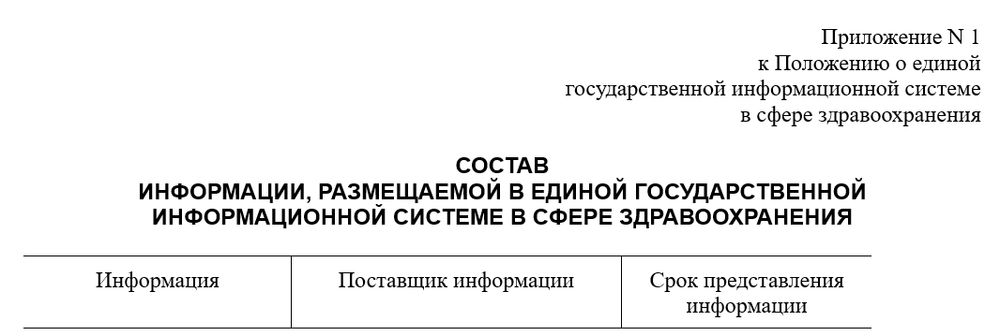 Приложение N 1
к Положению о единой
государственной информационной системе
в сфере здравоохранения
СОСТАВ
ИНФОРМАЦИИ, РАЗМЕЩАЕМОЙ В ЕДИНОЙ ГОСУДАРСТВЕННОЙ
ИНФОРМАЦИОННОЙ СИСТЕМЕ В СФЕРЕ ЗДРАВООХРАНЕНИЯ
Информация
Поставщик информации
Срок представления
информации